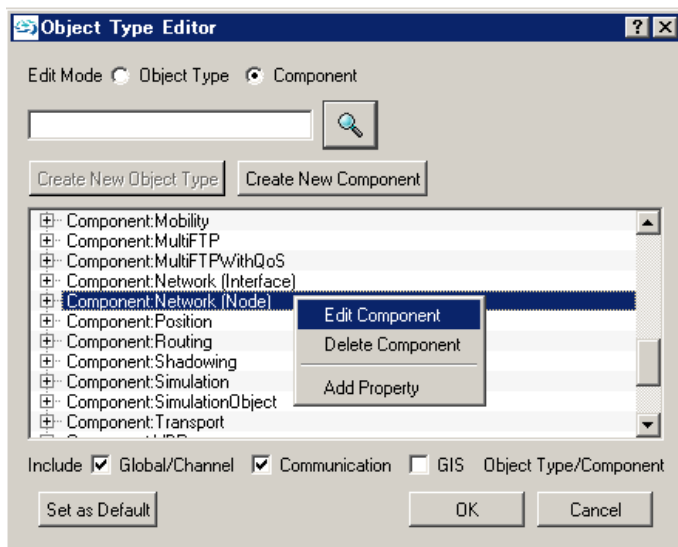 Object Type Editor
Edit Mode Object Type Component
Create New Object Type Create New Component
Component:Mobility
Component:MultiFTP
Component:MultiFTPWithQoS
Component:Network (Interface)
Component:Network (Node)
Component:Position
Component:Routing
Component:Shadowing
Component:Simulation
Component:SimulationObject
Component:Transport
Edit Component
Delete Component
Add Property
Include Global/Channel Communication GIS Object Type/Component
Set as Default OK Cancel